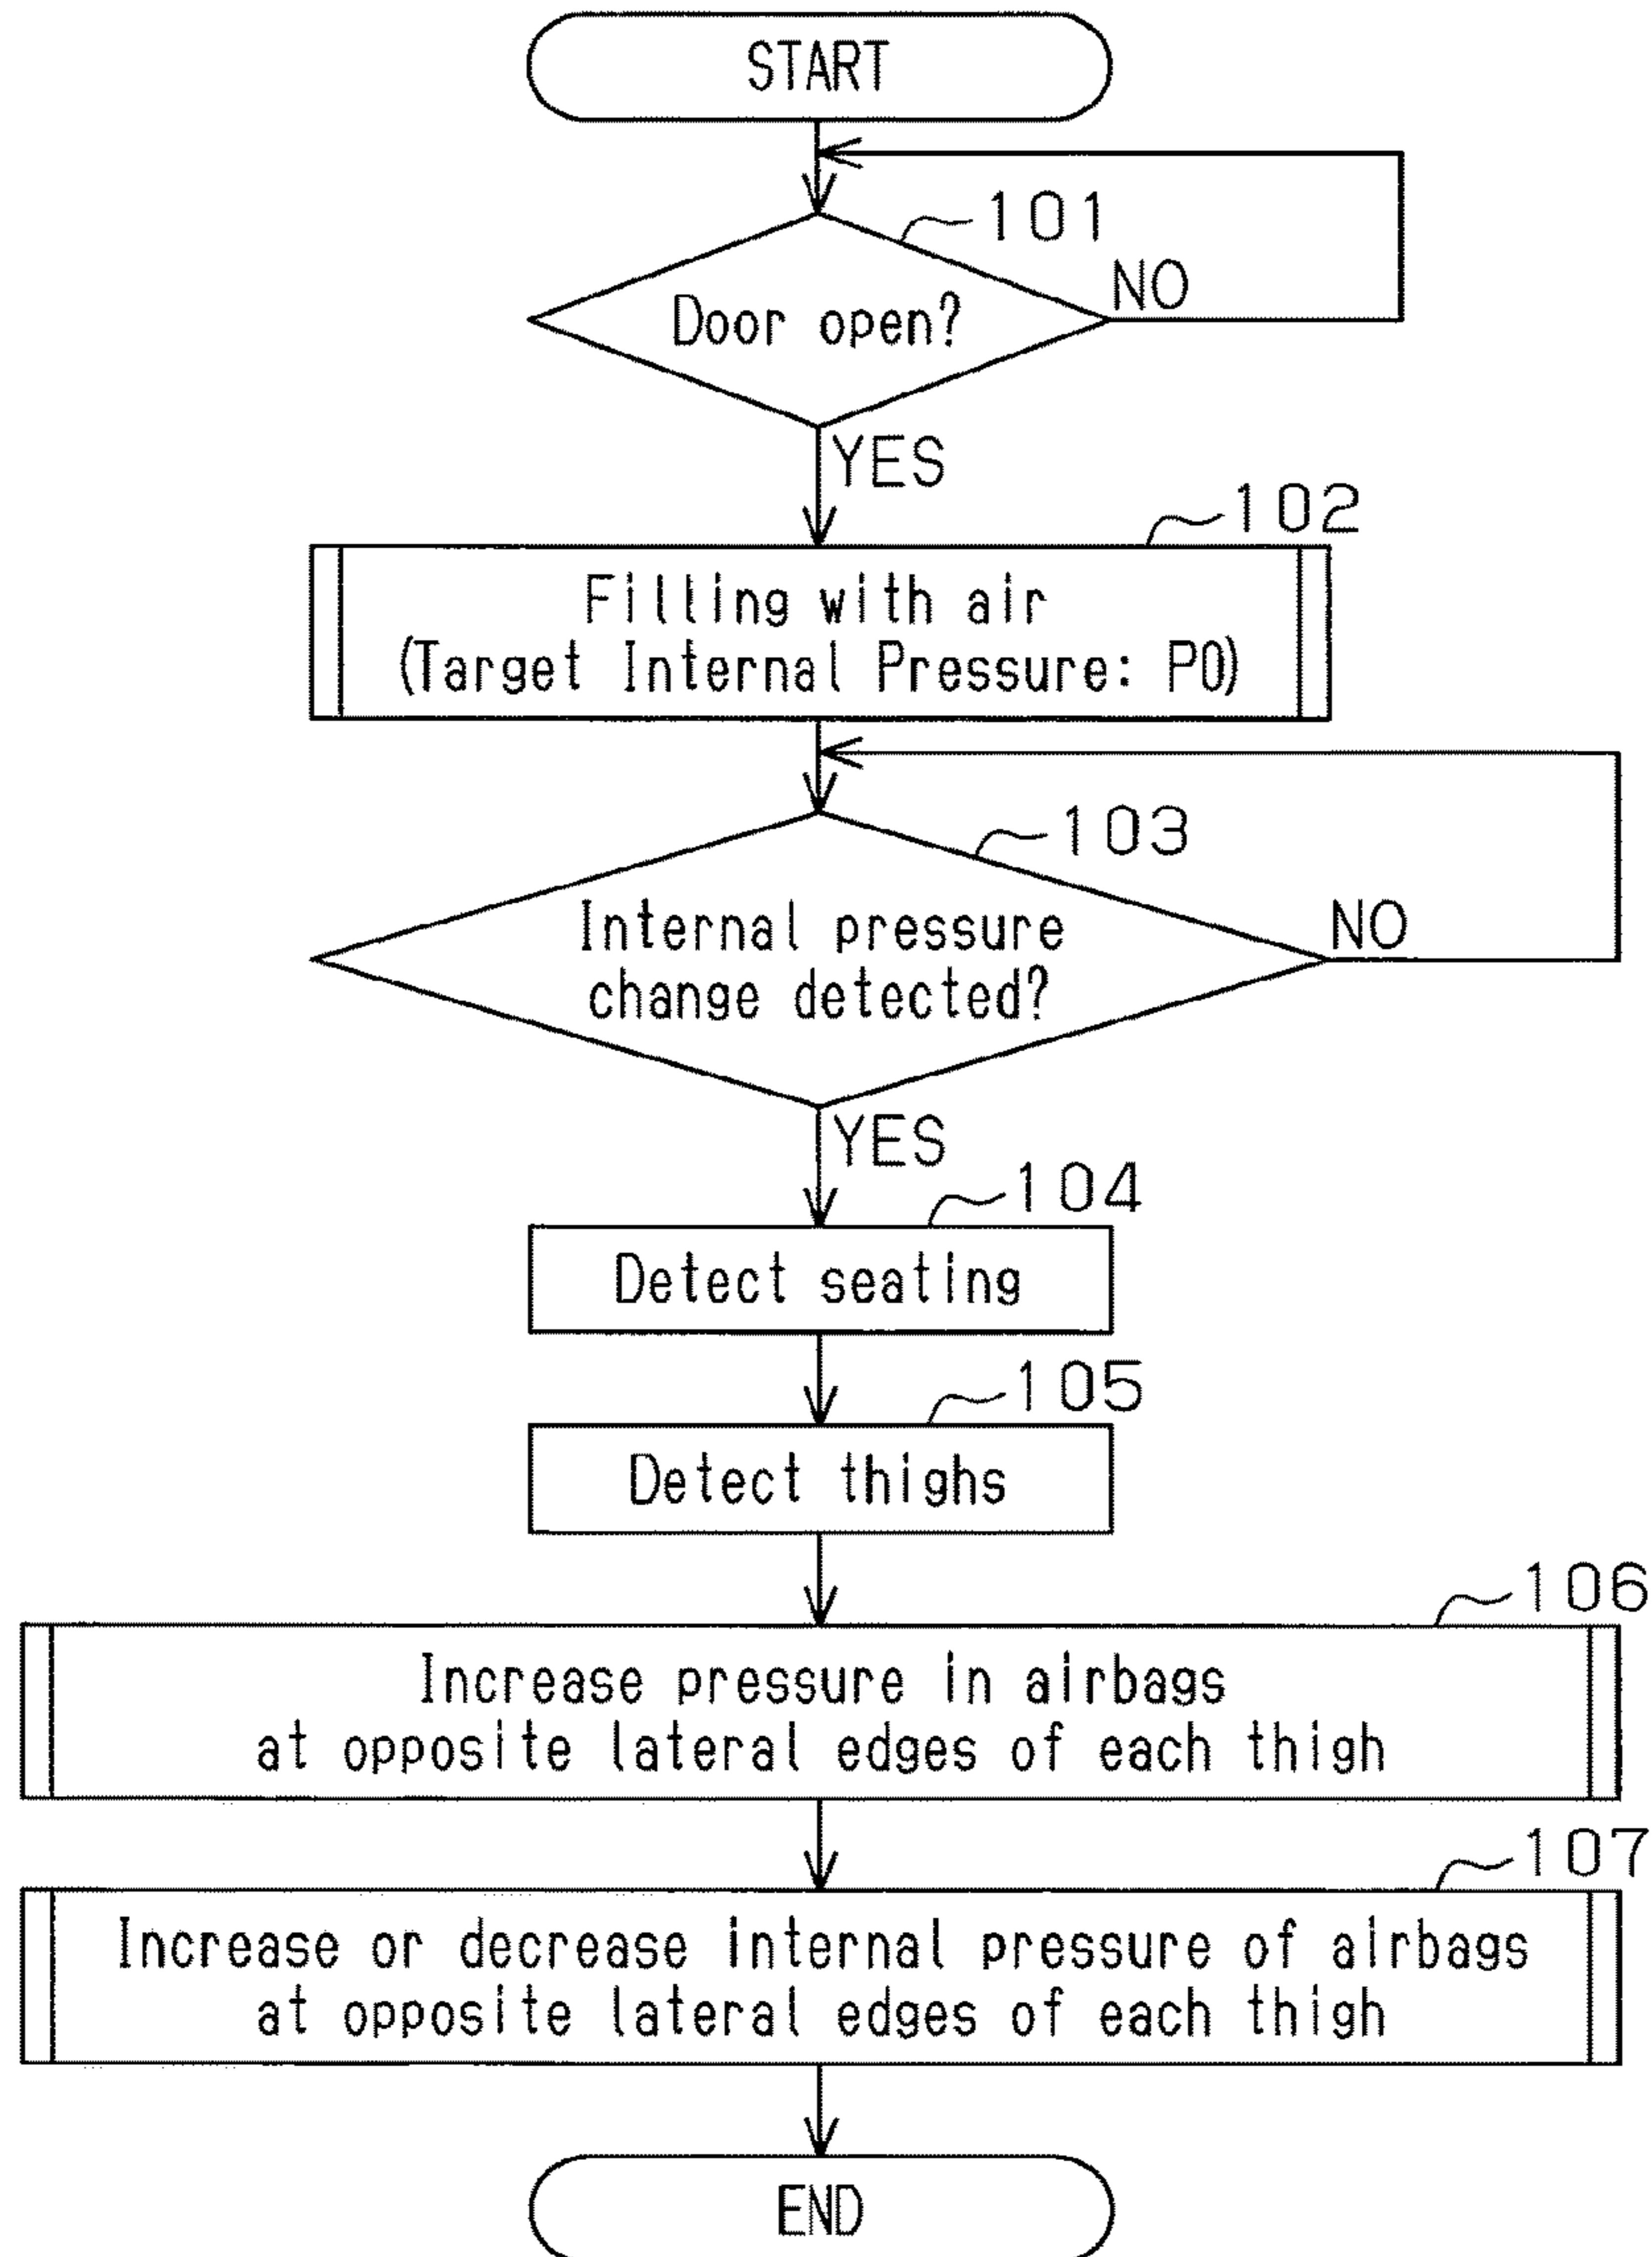 START
101
NO
Door open?
YES
102
Filling with air
(Target Internal Pressure: P0)
103
NO
Internal pressure
change detected?
YES
104
Detect seating
105
Detect thighs
106
Increase pressure in airbags
at opposite lateral edges of each thigh
107
Increase or decrease internal pressure of airbags
at opposite lateral edges of each thigh
END